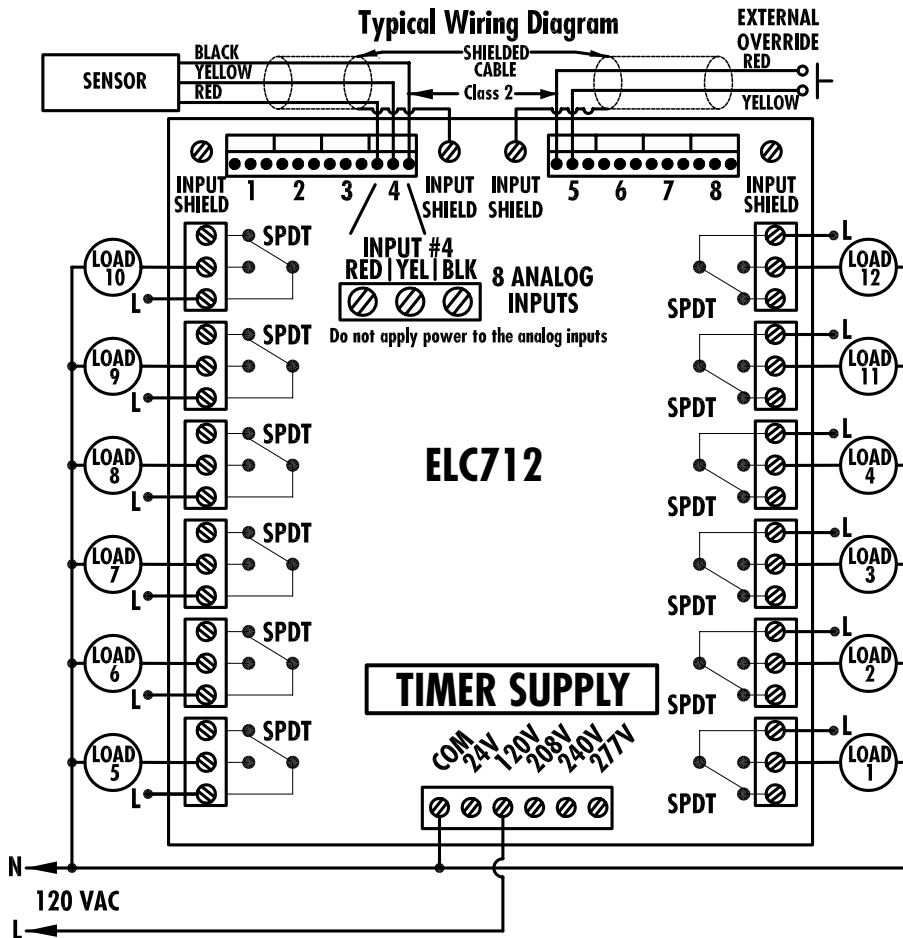 Typical Wiring Diagram
EXTERNAL
OVERRIDE
BLACK
YELLOW
RED
SENSOR
SHIELDED
CABLE
Class 2
RED
YELLOW
INPUT
SHIELD
1 2 3 4
INPUT
SHIELD
INPUT
SHIELD
5 6 7 8
INPUT
SHIELD
INPUT #4
RED | YEL | BLK
8 ANALOG
INPUTS
Do not apply power to the analog inputs
LOAD
10
L
SPDT
LOAD
9
L
SPDT
LOAD
8
L
SPDT
LOAD
7
L
SPDT
LOAD
6
L
SPDT
LOAD
5
L
SPDT
ELC712
L
LOAD
12
SPDT
L
LOAD
11
SPDT
L
LOAD
4
SPDT
L
LOAD
3
SPDT
L
LOAD
2
SPDT
L
LOAD
1
SPDT
TIMER SUPPLY
COM 24V 120V 208V 240V 277V
N
120 VAC
L